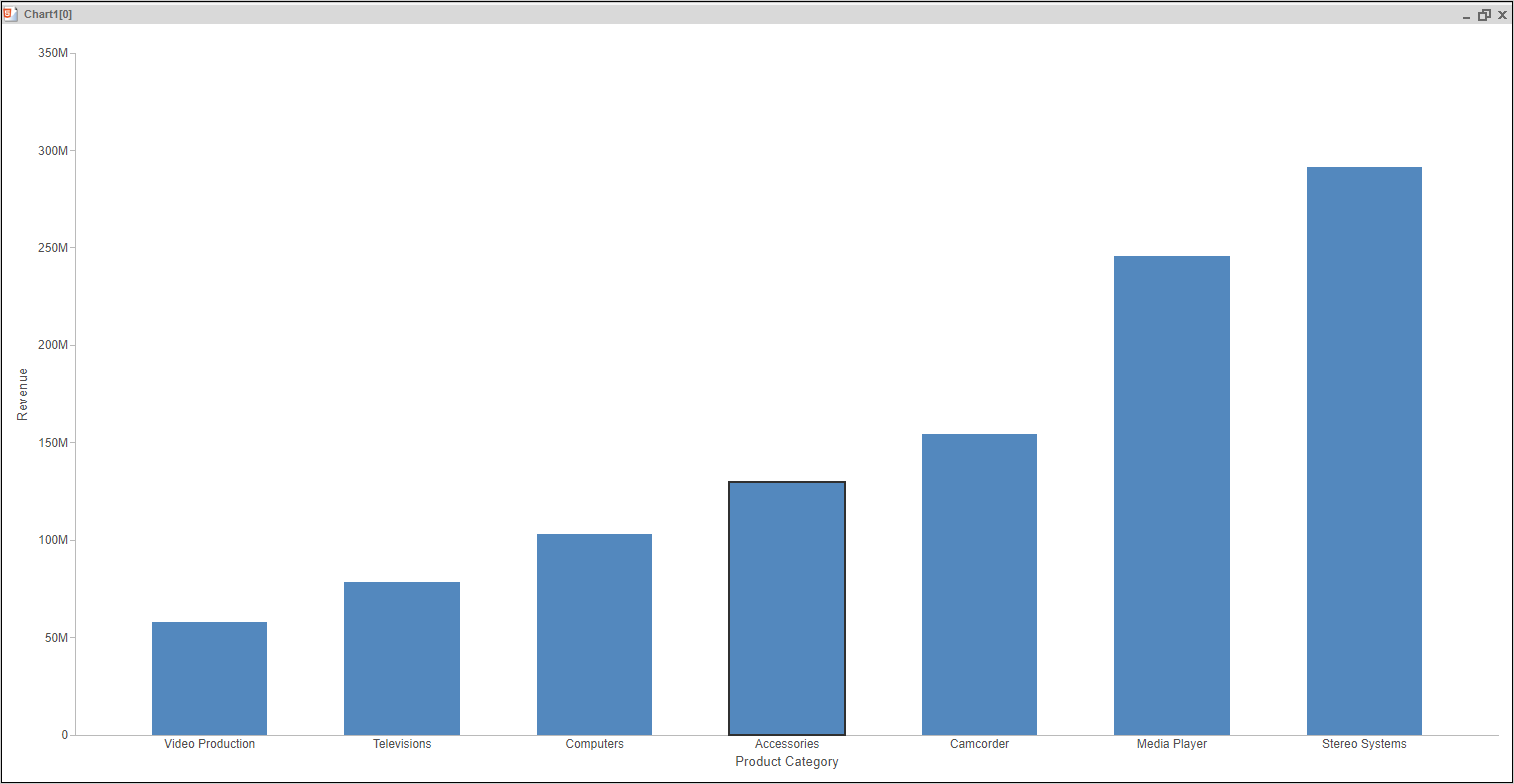 Chart1[0]
350M
300M
250M
200M
150M
100M
50M
0
Revenue
Video Production Televisions Computers Accessories Camcorder Media Player Stereo Systems
Product Category